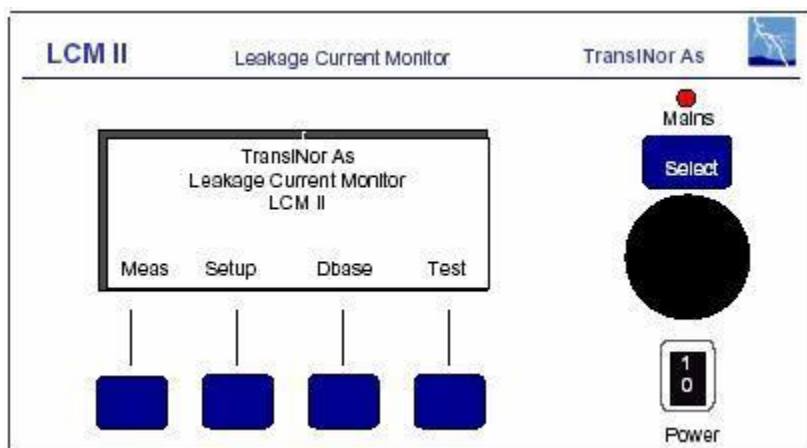 LCM II Leakage Current Monitor TransiNor As
Mains
Select
TransiNor As
Leakage Current Monitor
LCM II
Meas Setup Dbase Test
1
0
Power